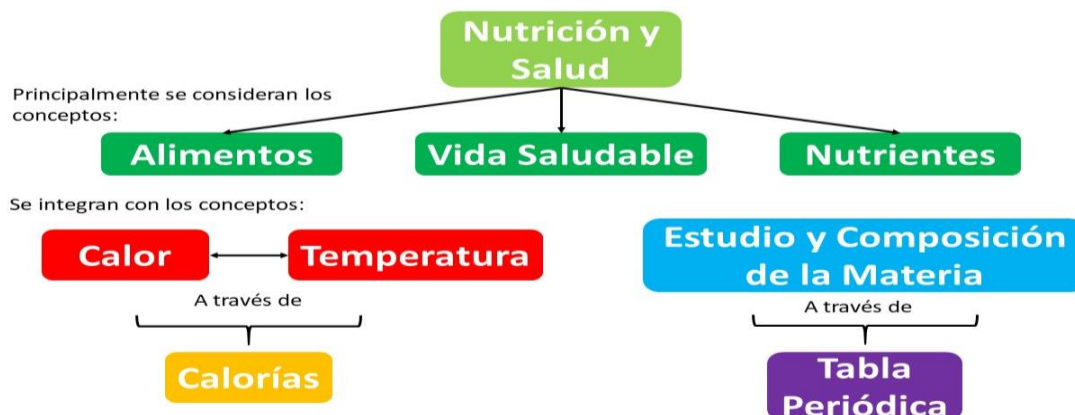 Nutrición y
Salud
Principalmente se consideran los
conceptos:
Alimentos
Vida Saludable
Nutrientes
Se integran con los conceptos:
Calor
Temperatura
Estudio y Composición
de la Materia
A través de
A través de
Calorías
Tabla
Periódica